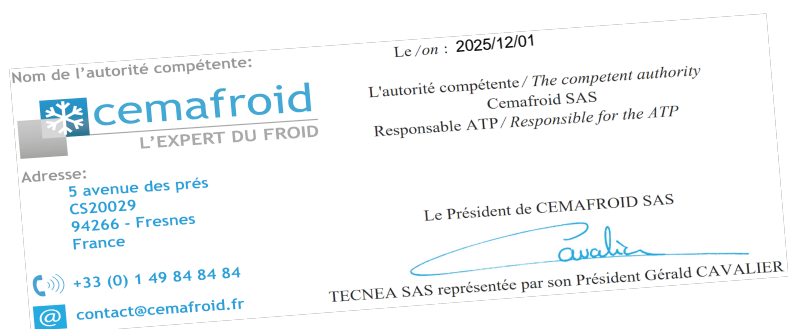 Nom de l'autorité compétente:
cemafroid
L'EXPERT DU FROID
Adresse:
5 avenue des prés
CS20029
94266 - Fresnes
France
+33 (0) 1 49 84 84 84
@ contact@cemafroid.fr
Le /on : 2025/12/01
L'autorité compétente / The competent authority
Cemafroid SAS
Responsable ATP / Responsible for the ATP
Le Président de CEMAFROID SAS
Cavalier
TECNEA SAS représentée par son Président Gérald CAVALIER